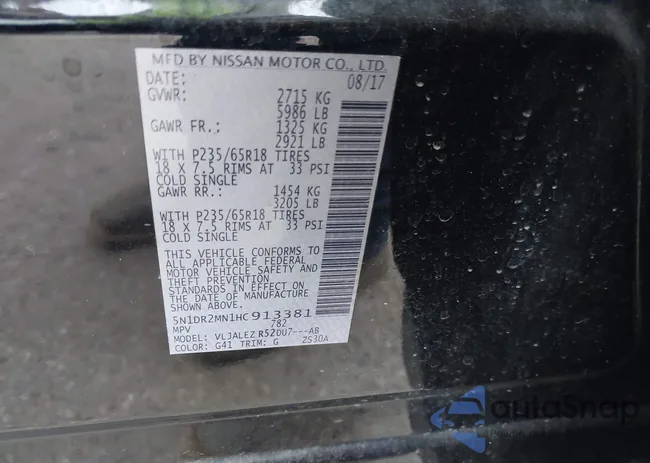 MFD BY NISSAN MOTOR CO., LTD.
DATE: 08/17
GVWR: 2715 KG
5986 LB
GAWR FR.: 1325 KG
2921 LB
WITH P235/65R18 TIRES
18 X 7.5 RIMS AT 33 PSI
COLD SINGLE
GAWR RR.: 1454 KG
3205 LB
WITH P235/65R18 TIRES
18 X 7.5 RIMS AT 33 PSI
COLD SINGLE
THIS VEHICLE CONFORMS TO
ALL APPLICABLE FEDERAL
MOTOR VEHICLE SAFETY AND
THEFT PREVENTION
STANDARDS IN EFFECT ON
THE DATE OF MANUFACTURE
SHOWN ABOVE.
5N1DR2MN1HC913381
MPV 782
MODEL: VLJALEZ R520U7---AB
COLOR: G41 TRIM: G ZS30A
autoSnap